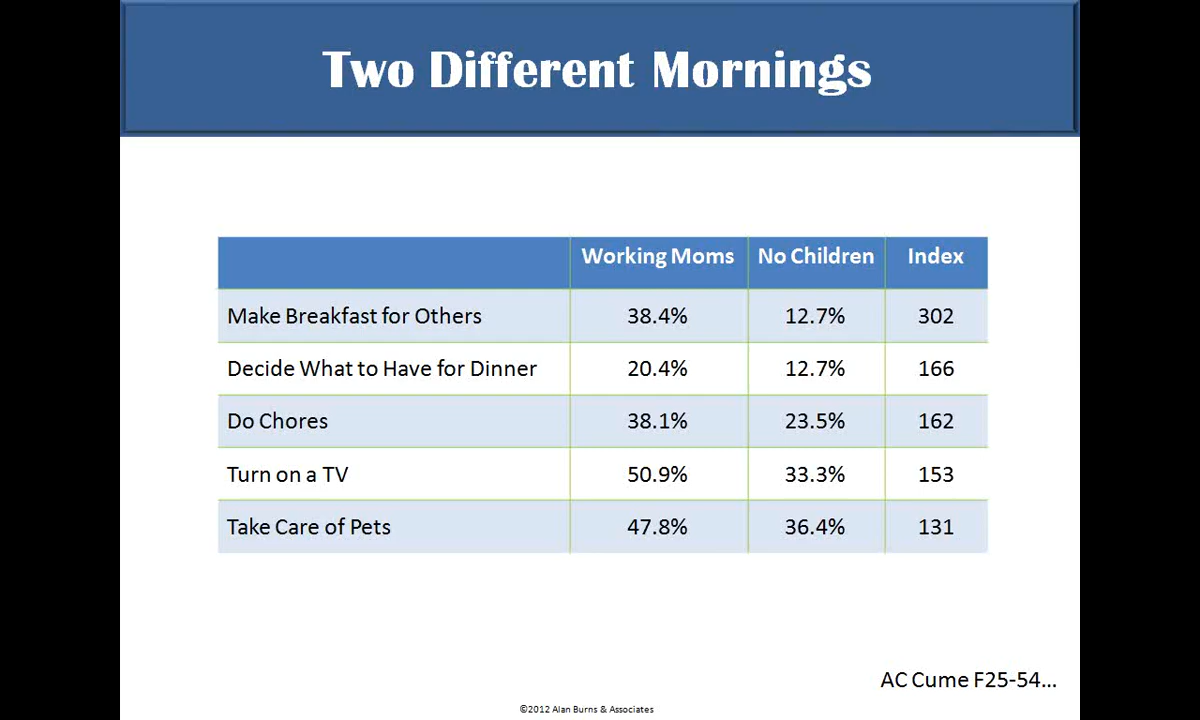 Two Different Mornings
Working Moms No Children Index
Make Breakfast for Others 38.4% 12.7% 302
Decide What to Have for Dinner 20.4% 12.7% 166
Do Chores 38.1% 23.5% 162
Turn on a TV 50.9% 33.3% 153
Take Care of Pets 47.8% 36.4% 131
AC Cume F25-54...
©2012 Alan Burns & Associates